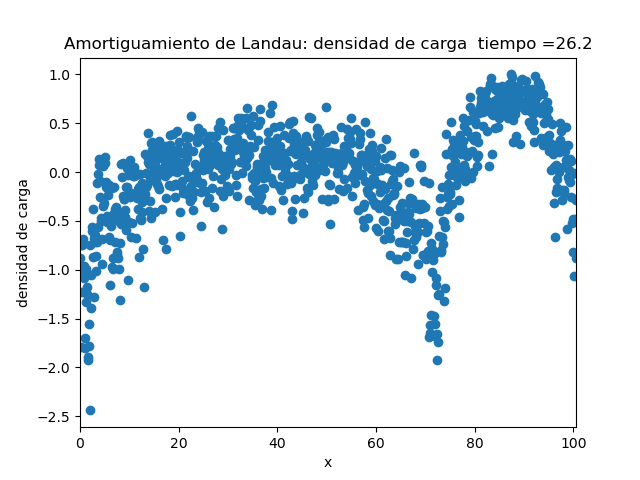 Amortiguamiento de Landau: densidad de carga  tiempo =26.2
1.0
0.5
0.0
−0.5
−1.0
−1.5
−2.0
−2.5
densidad de carga
0 20 40 60 80 100
x